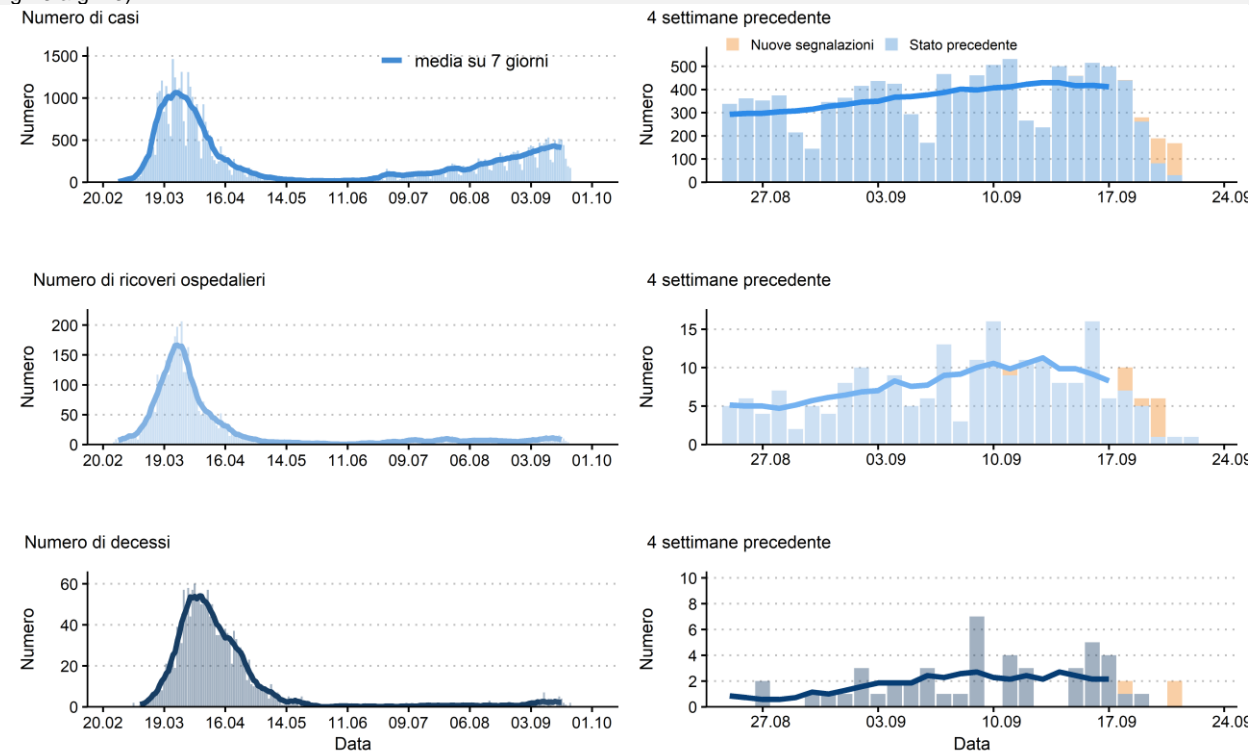 Numero di casi
4 settimane precedente
Nuove segnalazioni
Stato precedente
media su 7 giorni
Numero
1500
1000
500
0
20.02 19.03 16.04 14.05 11.06 09.07 06.08 03.09 01.10
Numero
500
400
300
200
100
0
27.08 03.09 10.09 17.09 24.09
Numero di ricoveri ospedalieri
4 settimane precedente
Numero
200
150
100
50
0
20.02 19.03 16.04 14.05 11.06 09.07 06.08 03.09 01.10
Numero
15
10
5
0
27.08 03.09 10.09 17.09 24.09
Numero di decessi
4 settimane precedente
Numero
60
40
20
0
20.02 19.03 16.04 14.05 11.06 09.07 06.08 03.09 01.10
Data
Numero
10
8
6
4
2
0
27.08 03.09 10.09 17.09 24.09
Data